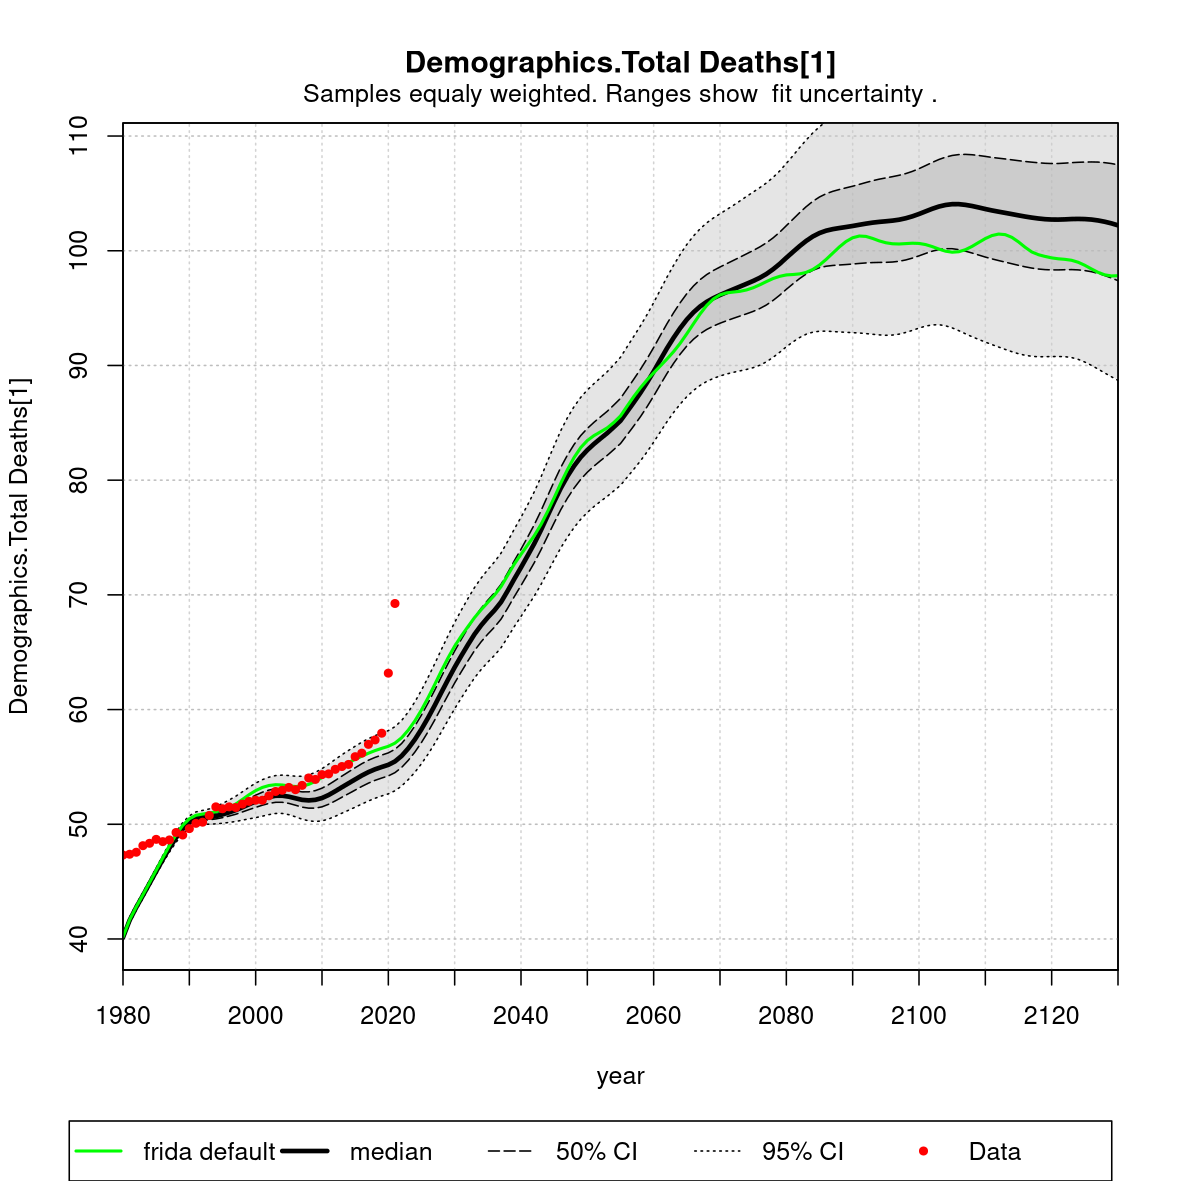 Demographics.Total Deaths[1]
Samples equaly weighted. Ranges show  fit uncertainty .
Demographics.Total Deaths[1]
110
100
90
80
70
60
50
40
1980 2000 2020 2040 2060 2080 2100 2120
year
frida default median 50% CI 95% CI Data